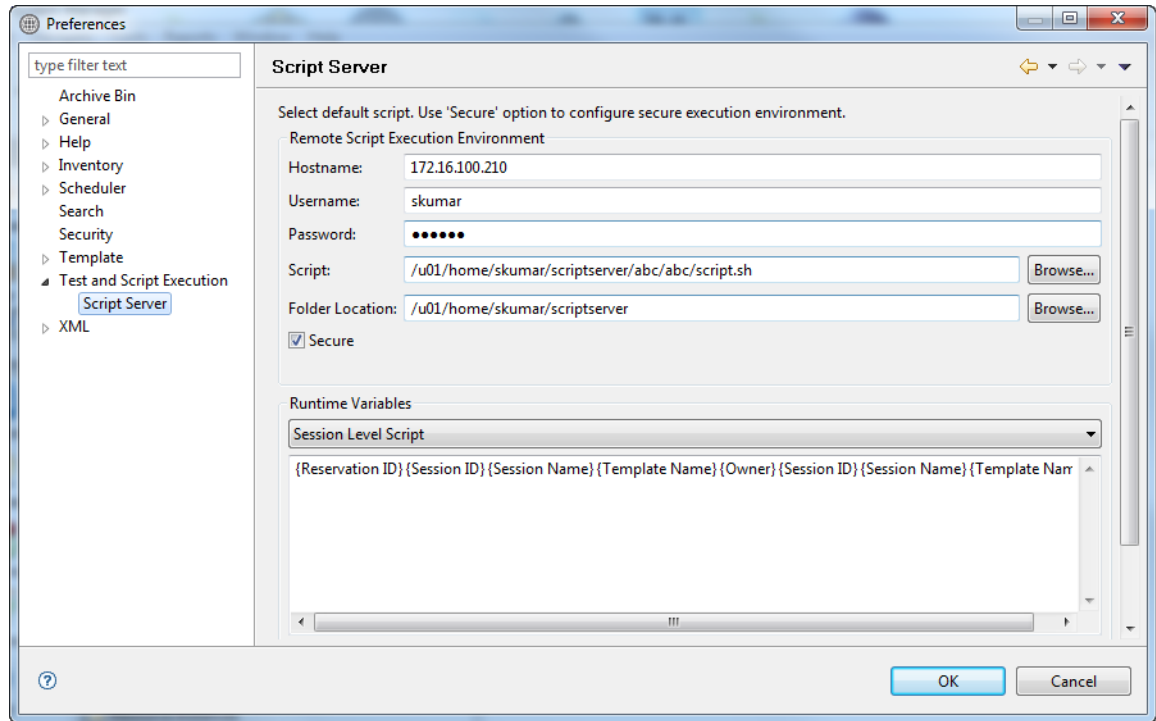 Preferences
type filter text
Archive Bin
General
Help
Inventory
Scheduler
Search
Security
Template
Test and Script Execution
Script Server
XML
Script Server
Select default script. Use 'Secure' option to configure secure execution environment.
Remote Script Execution Environment
Hostname: 172.16.100.210
Username: skumar
Password: ●●●●●●
Script: /u01/home/skumar/scriptserver/abc/abc/script.sh Browse...
Folder Location: /u01/home/skumar/scriptserver Browse...
Secure
Runtime Variables
Session Level Script
{Reservation ID}{Session ID}{Session Name}{Template Name}{Owner}{Session ID}{Session Name}{Template Nam
OK Cancel